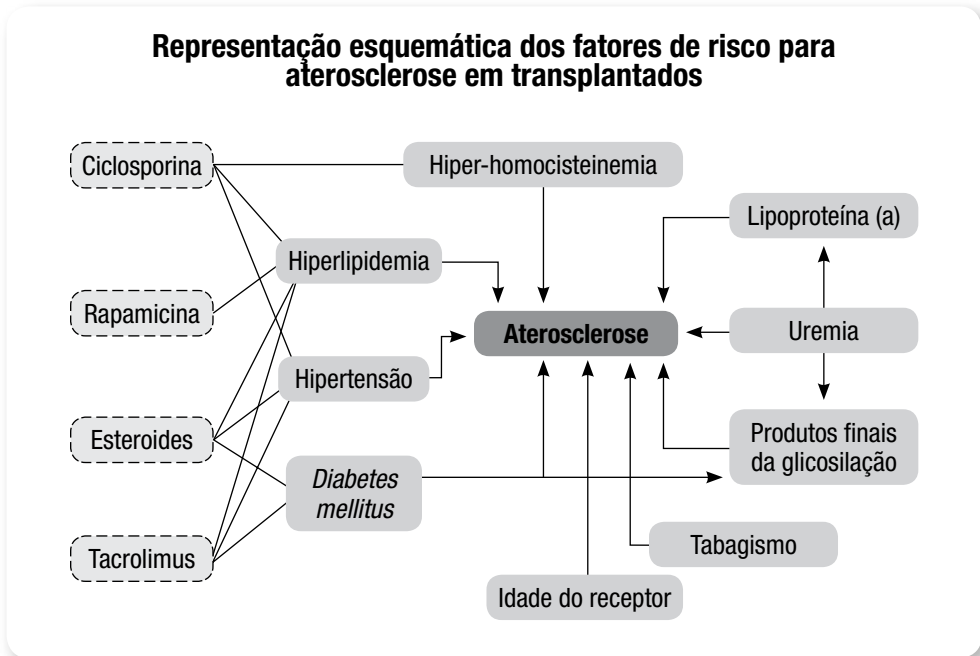 Representação esquemática dos fatores de risco para
aterosclerose em transplantados
Ciclosporina
Hiper-homocisteinemia
Lipoproteína (a)
Hiperlipidemia
Rapamicina
Aterosclerose
Uremia
Hipertensão
Esteroides
Produtos finais
da glicosilação
Diabetes
mellitus
Tacrolimus
Tabagismo
Idade do receptor